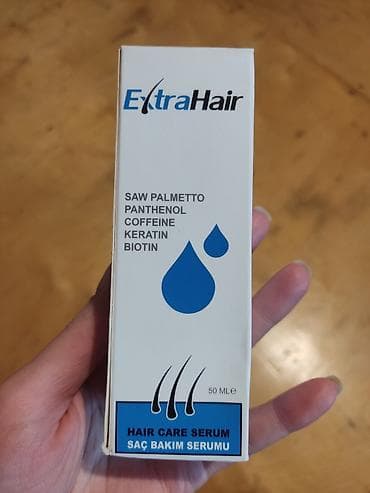 ExtraHair
SAW PALMETTO
PANTHENOL
COFFEINE
KERATIN
BIOTIN
50 ML℮
HAIR CARE SERUM
SAÇ BAKIM SERUMU